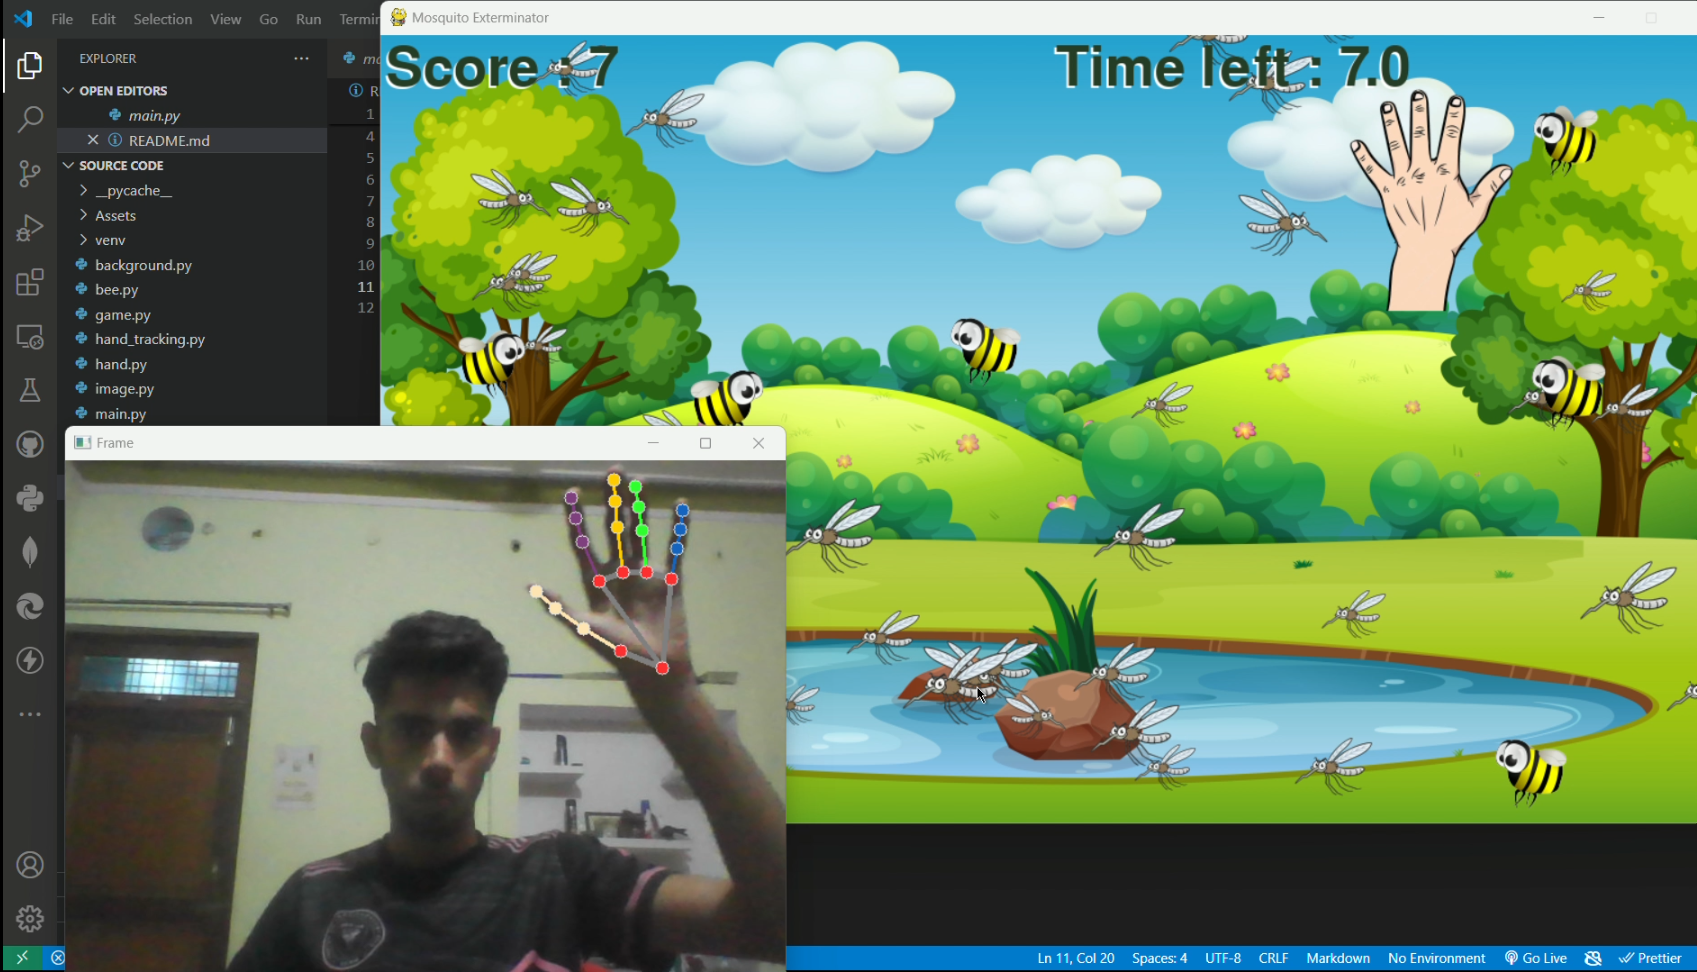 File Edit Selection View Go Run Termin
Mosquito Exterminator
EXPLORER
OPEN EDITORS
main.py
README.md
SOURCE CODE
__pycache__
Assets
venv
background.py
bee.py
game.py
hand_tracking.py
hand.py
image.py
main.py
1
4
5
6
7
8
9
10
11
12
Score : 7
Time left : 7.0
Frame
Ln 11, Col 20 Spaces: 4 UTF-8 CRLF Markdown No Environment Go Live Prettier